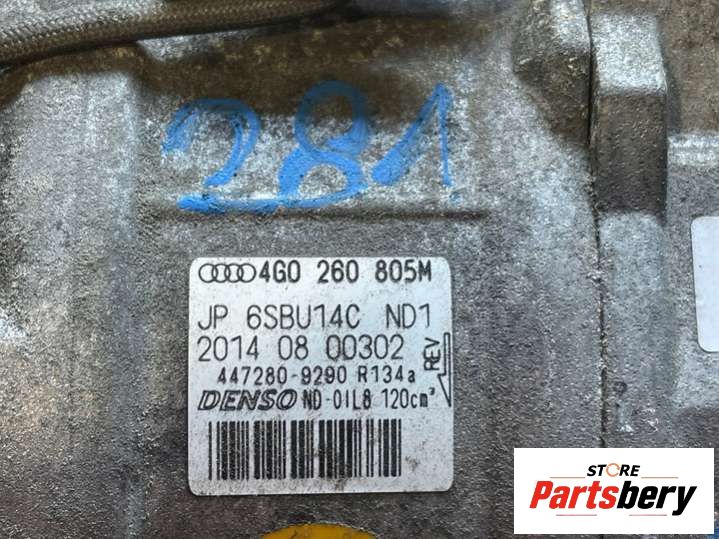 281
4G0 260 805M
JP 6SBU14C ND1
2014 08 00302
REV
447280-9290 R134a
DENSO ND-OIL8 120cm³
STORE
Partsbery